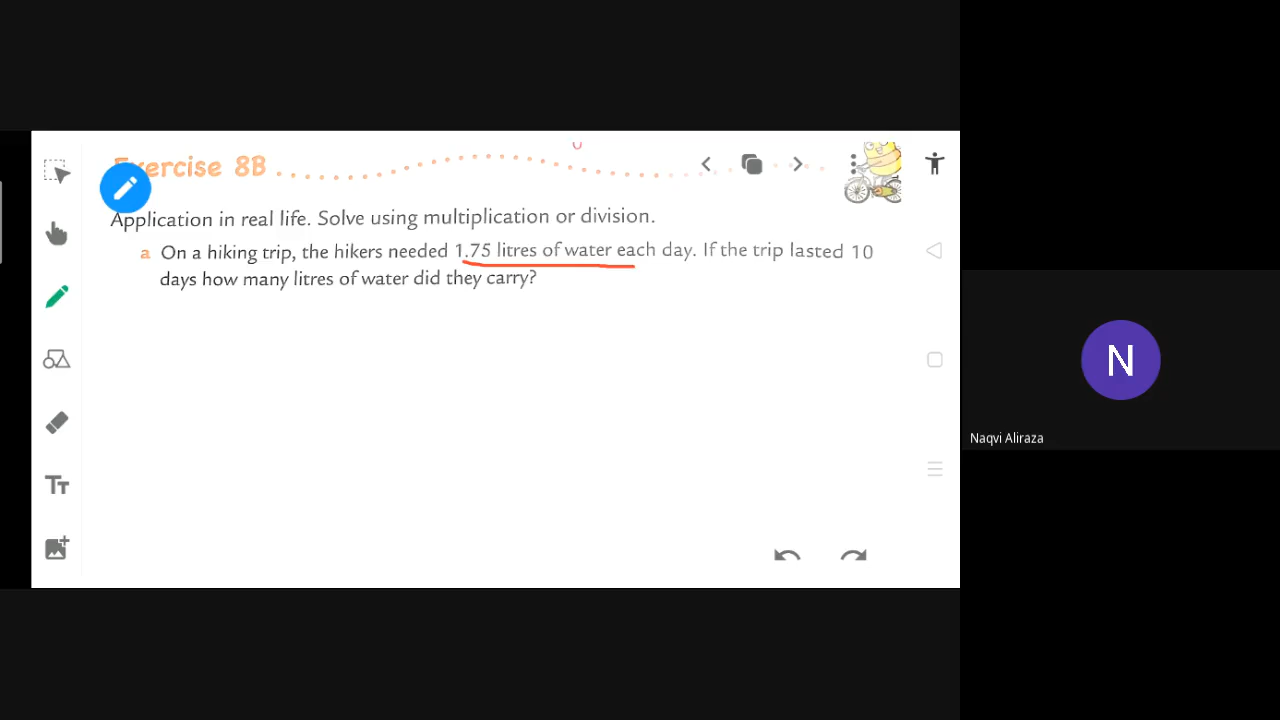 Exercise 8B
Application in real life. Solve using multiplication or division.
a On a hiking trip, the hikers needed 1.75 litres of water each day. If the trip lasted 10
days how many litres of water did they carry?
TT
N
Naqvi Aliraza